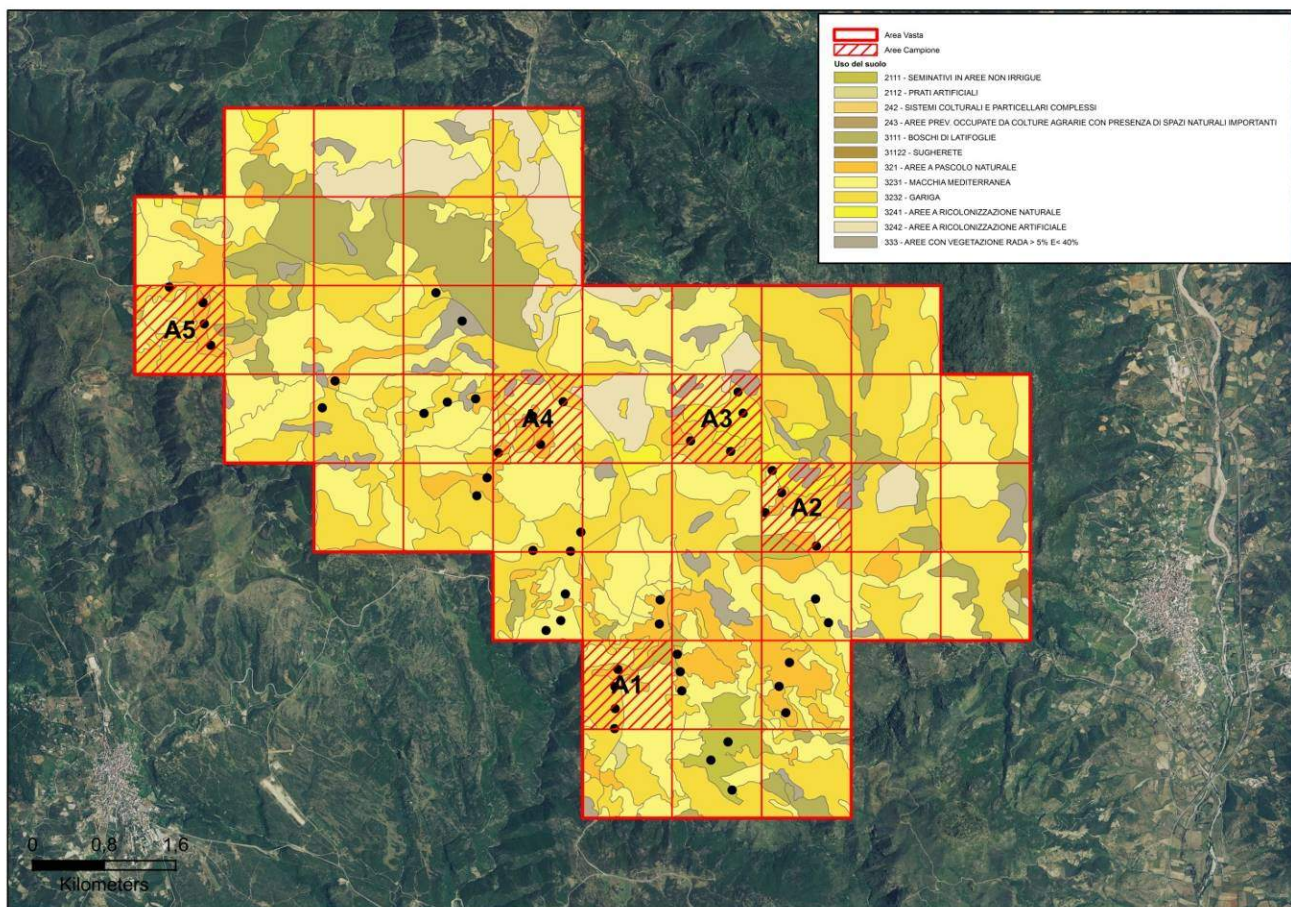 Area Vasta
Aree Campione
Uso del suolo
2111 - SEMINATIVI IN AREE NON IRRIGUE
2112 - PRATI ARTIFICIALI
242 - SISTEMI COLTURALI E PARTICELLARI COMPLESSI
243 - AREE PREV. OCCUPATE DA COLTURE AGRARIE CON PRESENZA DI SPAZI NATURALI IMPORTANTI
3111 - BOSCHI DI LATIFOGLIE
31122 - SUGHERETE
321 - AREE A PASCOLO NATURALE
3231 - MACCHIA MEDITERRANEA
3232 - GARIGA
3241 - AREE A RICOLONIZZAZIONE NATURALE
3242 - AREE A RICOLONIZZAZIONE ARTIFICIALE
333 - AREE CON VEGETAZIONE RADA > 5% E< 40%
A5
A4
A3
A2
A1
0 0,8 1,6
Kilometers